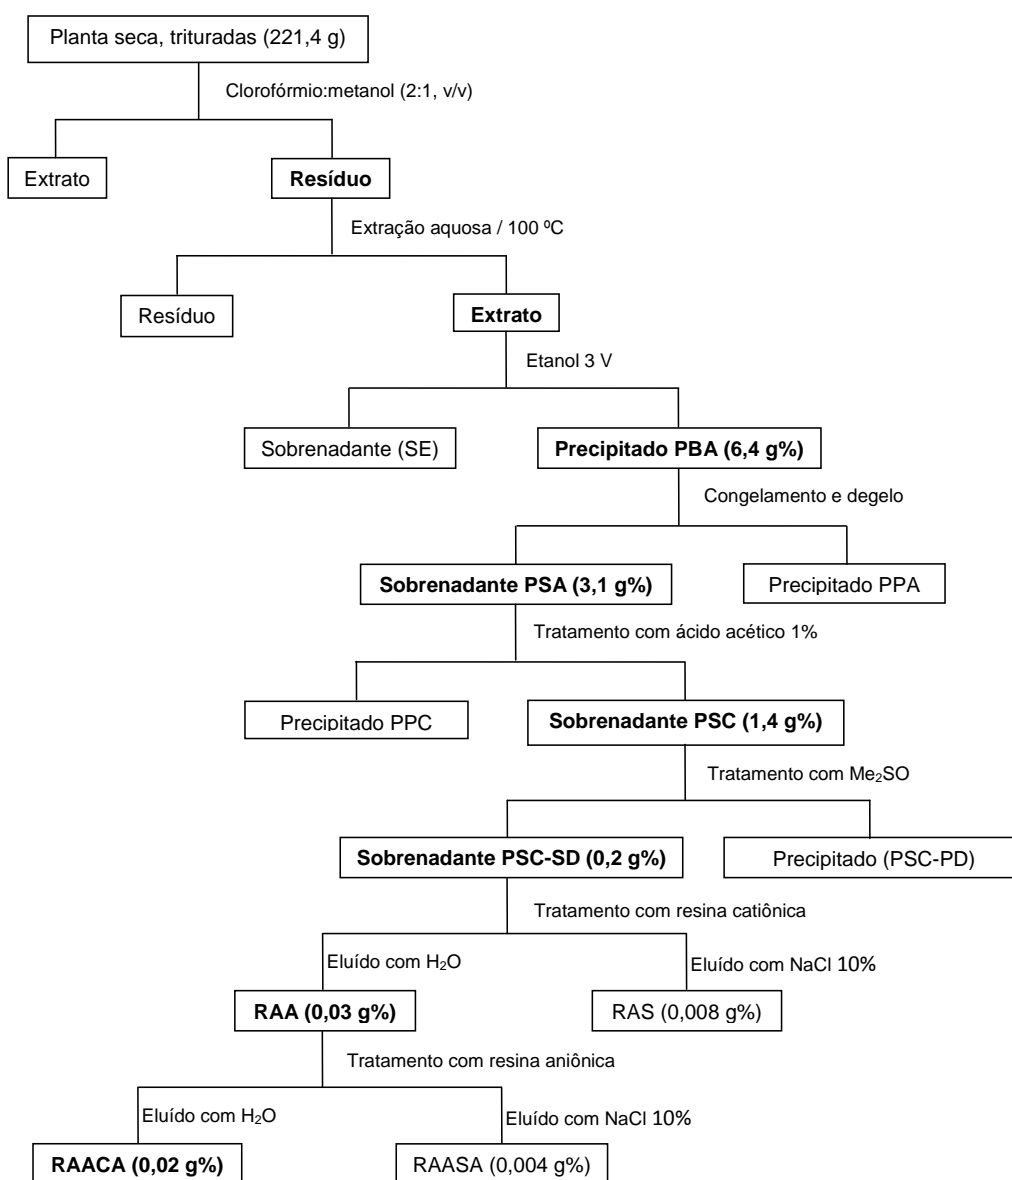 Planta seca, trituradas (221,4 g)
Clorofórmio:metanol (2:1, v/v)
Extrato
Resíduo
Extração aquosa / 100 ºC
Resíduo
Extrato
Etanol 3 V
Sobrenadante (SE)
Precipitado PBA (6,4 g%)
Congelamento e degelo
Sobrenadante PSA (3,1 g%)
Precipitado PPA
Tratamento com ácido acético 1%
Precipitado PPC
Sobrenadante PSC (1,4 g%)
Tratamento com Me₂SO
Sobrenadante PSC-SD (0,2 g%)
Precipitado (PSC-PD)
Tratamento com resina catiônica
Eluído com H₂O
Eluído com NaCl 10%
RAA (0,03 g%)
RAS (0,008 g%)
Tratamento com resina aniônica
Eluído com H₂O
Eluído com NaCl 10%
RAACA (0,02 g%)
RAASA (0,004 g%)